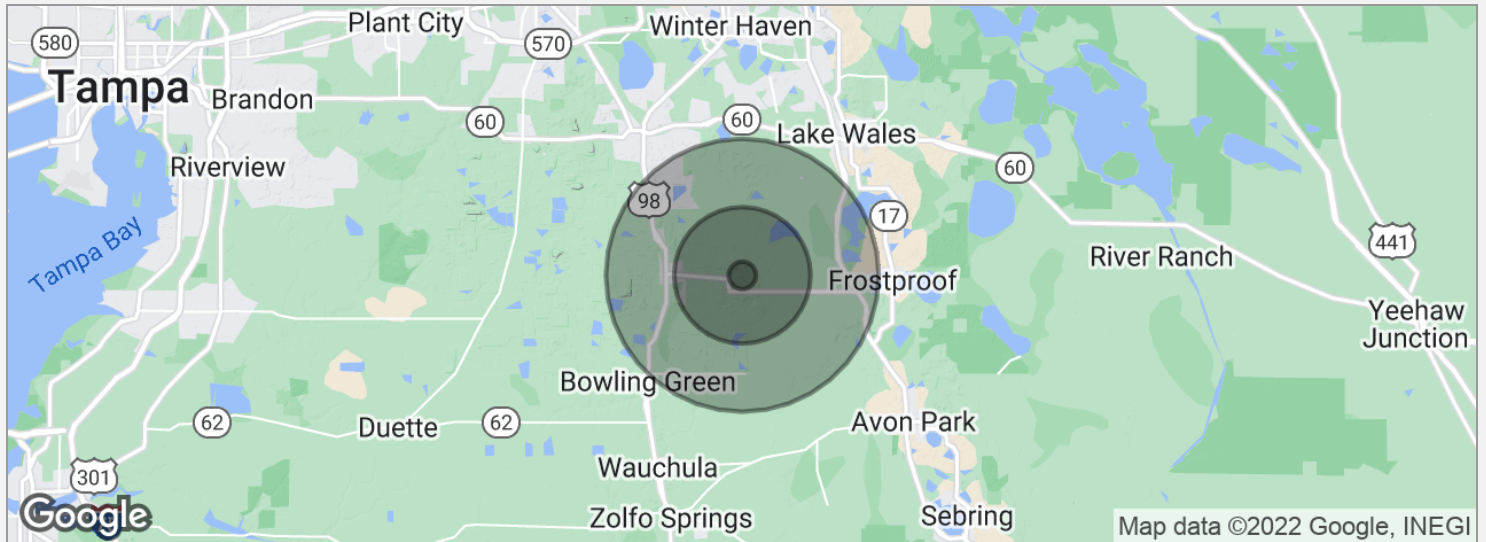 Plant City
Winter Haven
580
570
Tampa
Brandon
60
60
Lake Wales
Riverview
60
98
17
Tampa Bay
441
River Ranch
Frostproof
Yeehaw
Junction
Bowling Green
62
Duette
62
Avon Park
Wauchula
301
Google
Zolfo Springs
Sebring
Map data ©2022 Google, INEGI